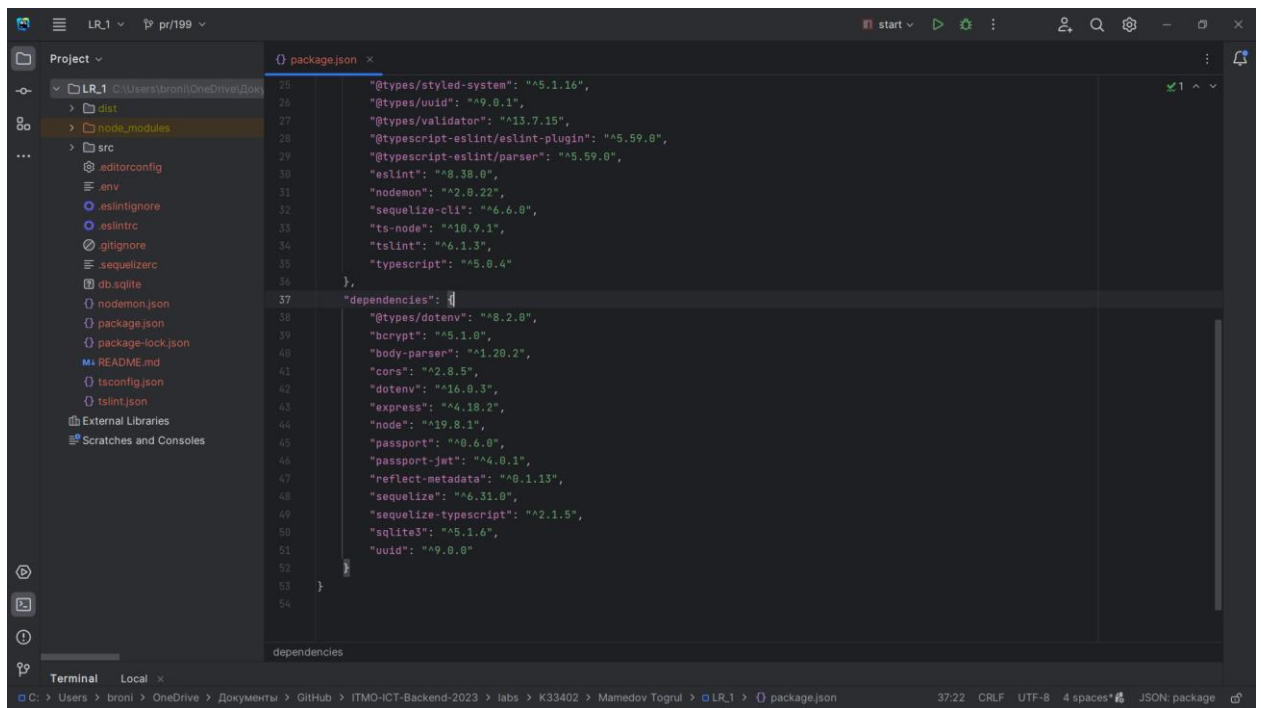 LR_1 pr/199 start
Project
{} package.json ×
LR_1 C:\Users\broni\OneDrive\Доку
dist
node_modules
src
.editorconfig
.env
.eslintignore
.eslintrc
.gitignore
.sequelizerc
db.sqlite
{} nodemon.json
{} package.json
{} package-lock.json
M↓ README.md
{} tsconfig.json
{} tslint.json
External Libraries
Scratches and Consoles
25 "@types/styled-system": "^5.1.16",
26 "@types/uuid": "^9.0.1",
27 "@types/validator": "^13.7.15",
28 "@typescript-eslint/eslint-plugin": "^5.59.0",
29 "@typescript-eslint/parser": "^5.59.0",
30 "eslint": "^8.38.0",
31 "nodemon": "^2.0.22",
32 "sequelize-cli": "^6.6.0",
33 "ts-node": "^10.9.1",
34 "tslint": "^6.1.3",
35 "typescript": "^5.0.4"
36 },
37 "dependencies": {
38 "@types/dotenv": "^8.2.0",
39 "bcrypt": "^5.1.0",
40 "body-parser": "^1.20.2",
41 "cors": "^2.8.5",
42 "dotenv": "^16.0.3",
43 "express": "^4.18.2",
44 "node": "^19.8.1",
45 "passport": "^0.6.0",
46 "passport-jwt": "^4.0.1",
47 "reflect-metadata": "^0.1.13",
48 "sequelize": "^6.31.0",
49 "sequelize-typescript": "^2.1.5",
50 "sqlite3": "^5.1.6",
51 "uuid": "^9.0.0"
52 }
53 }
54
1
dependencies
Terminal Local ×
C: > Users > broni > OneDrive > Документы > GitHub > ITMO-ICT-Backend-2023 > labs > K33402 > Mamedov Togrul > LR_1 > {} package.json 37:22 CRLF UTF-8 4 spaces* JSON: package